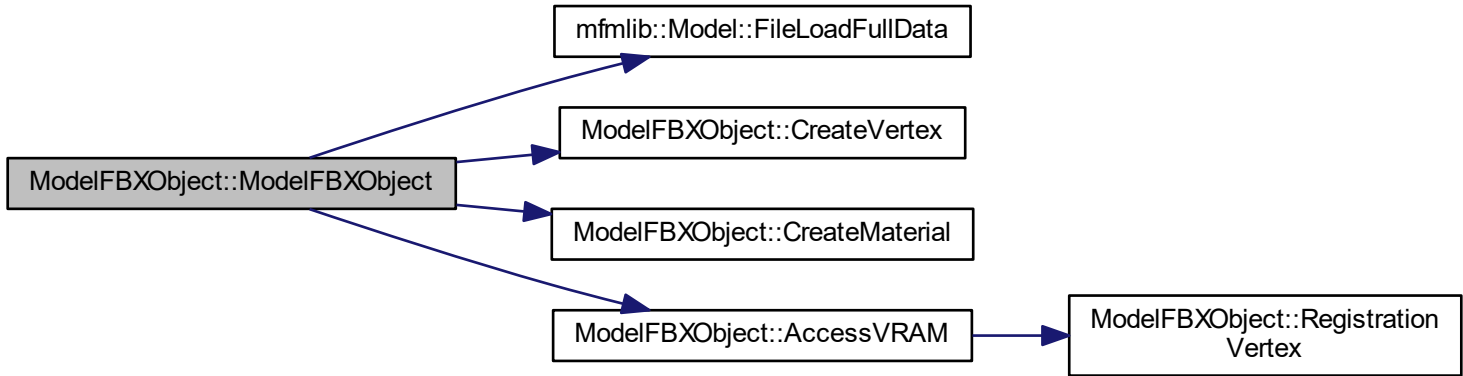 mfmlib::Model::FileLoadFullData
ModelFBXObject::CreateVertex
ModelFBXObject::ModelFBXObject
ModelFBXObject::CreateMaterial
ModelFBXObject::AccessVRAM
ModelFBXObject::Registration
Vertex